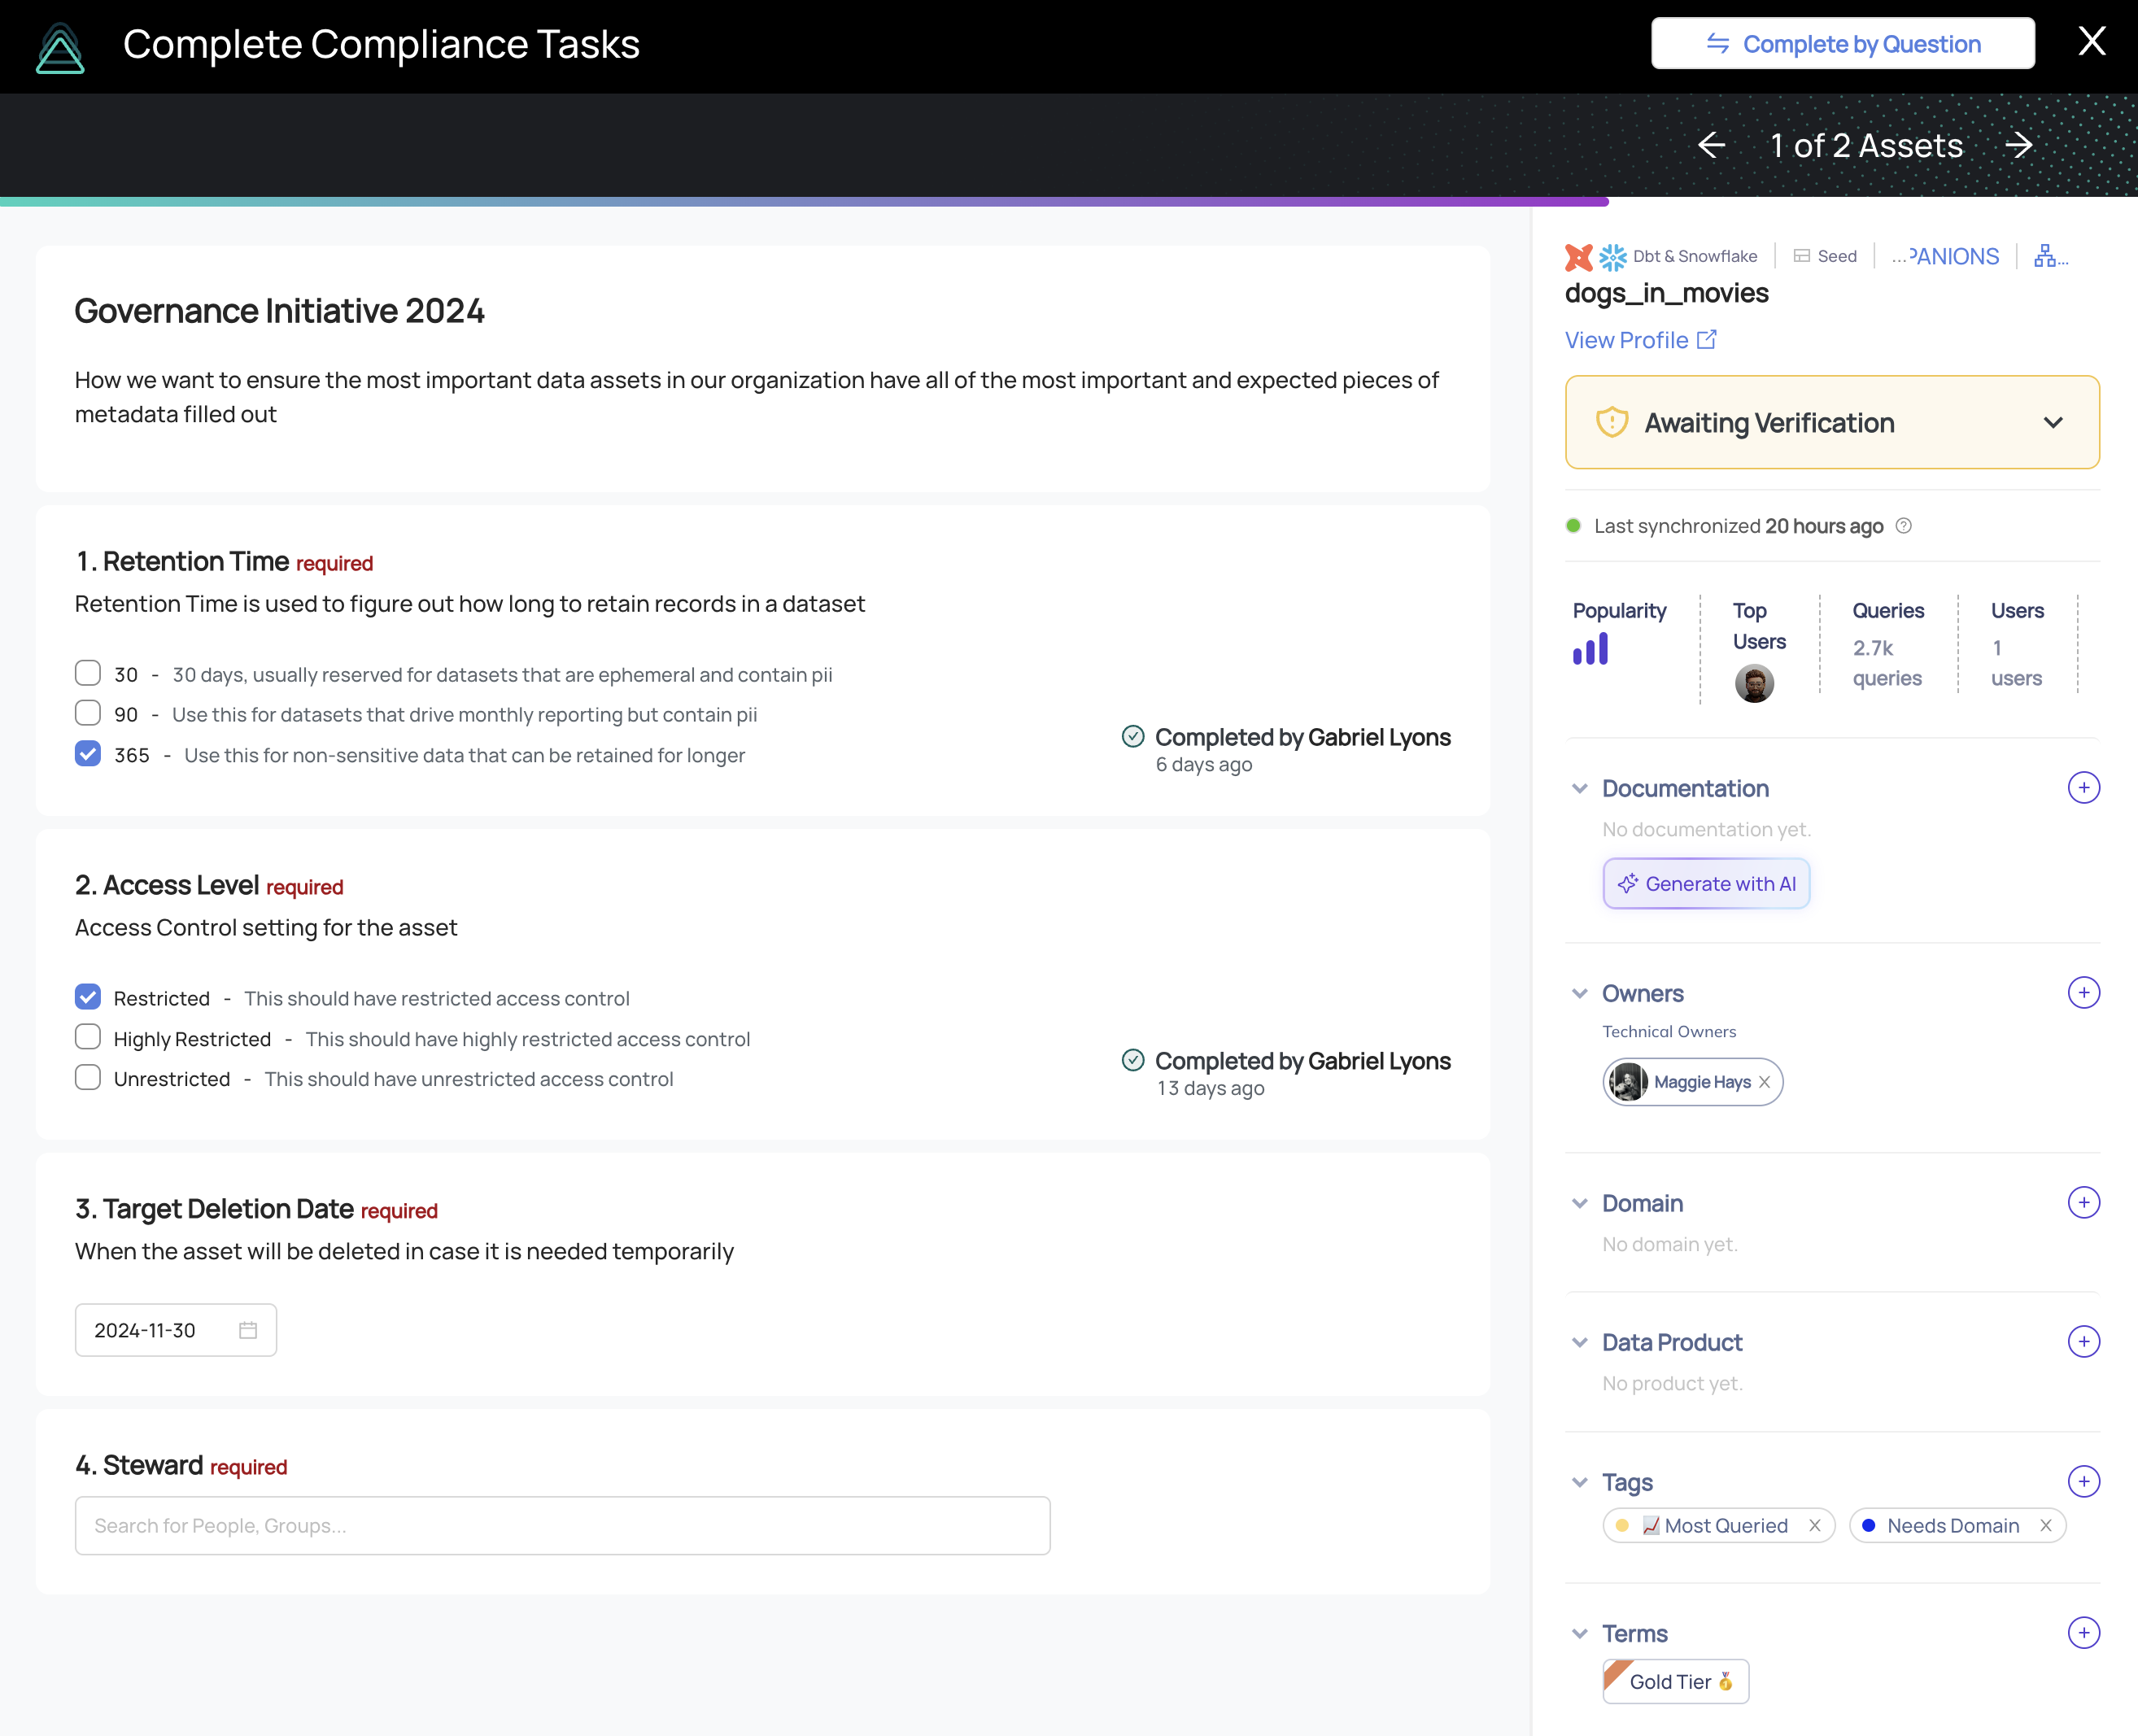 Complete Compliance Tasks
Complete by Question
1 of 2 Assets
Governance Initiative 2024
How we want to ensure the most important data assets in our organization have all of the most important and expected pieces of
metadata filled out
1. Retention Time required
Retention Time is used to figure out how long to retain records in a dataset
30 - 30 days, usually reserved for datasets that are ephemeral and contain pii
90 - Use this for datasets that drive monthly reporting but contain pii
365 - Use this for non-sensitive data that can be retained for longer
Completed by Gabriel Lyons
6 days ago
2. Access Level required
Access Control setting for the asset
Restricted - This should have restricted access control
Highly Restricted - This should have highly restricted access control
Unrestricted - This should have unrestricted access control
Completed by Gabriel Lyons
13 days ago
3. Target Deletion Date required
When the asset will be deleted in case it is needed temporarily
2024-11-30
4. Steward required
Search for People, Groups...
Dbt & Snowflake
Seed
...PANIONS
...
dogs_in_movies
View Profile
Awaiting Verification
Last synchronized 20 hours ago
Popularity
Top
Users
Queries
2.7k
queries
Users
1
users
Documentation
No documentation yet.
Generate with AI
Owners
Technical Owners
Maggie Hays
Domain
No domain yet.
Data Product
No product yet.
Tags
Most Queried
Needs Domain
Terms
Gold Tier